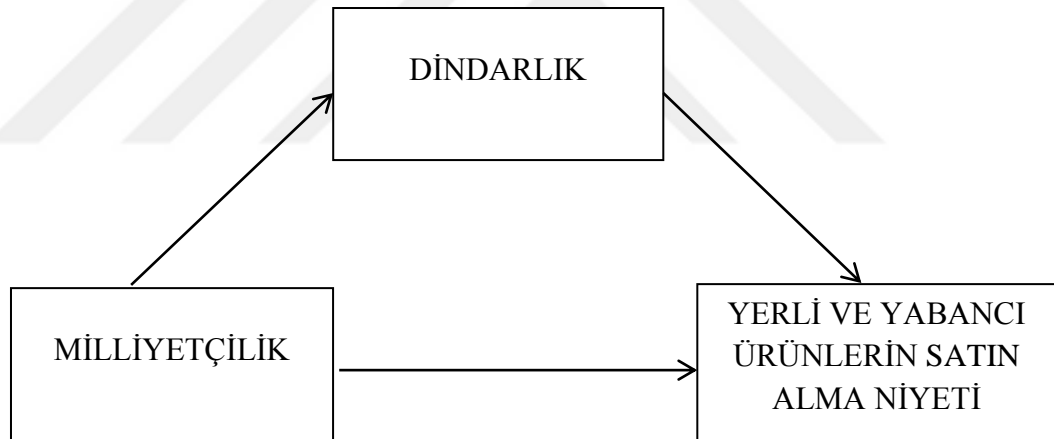 DİNDARLIK
MİLLİYETÇİLİK
YERLİ VE YABANCI
ÜRÜNLERİN SATIN
ALMA NİYETİ